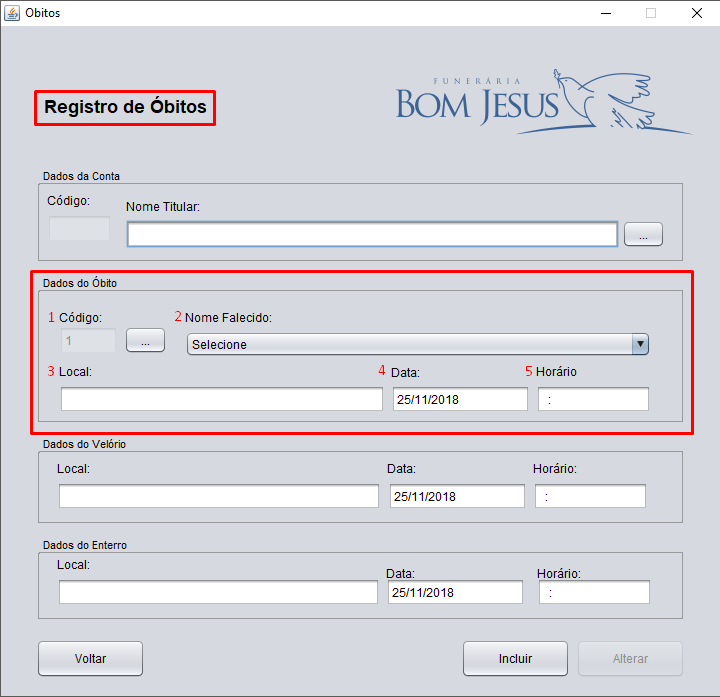 Obitos
Registro de Óbitos
FUNERÁRIA
BOM JESUS
Dados da Conta
Código:
Nome Titular:
...
Dados do Óbito
1 Código: 2 Nome Falecido:
1 ... Selecione
3 Local: 4 Data: 5 Horário
25/11/2018 :
Dados do Velório
Local: Data: Horário:
25/11/2018 :
Dados do Enterro
Local:
Data: Horário:
25/11/2018 :
Voltar Incluir Alterar